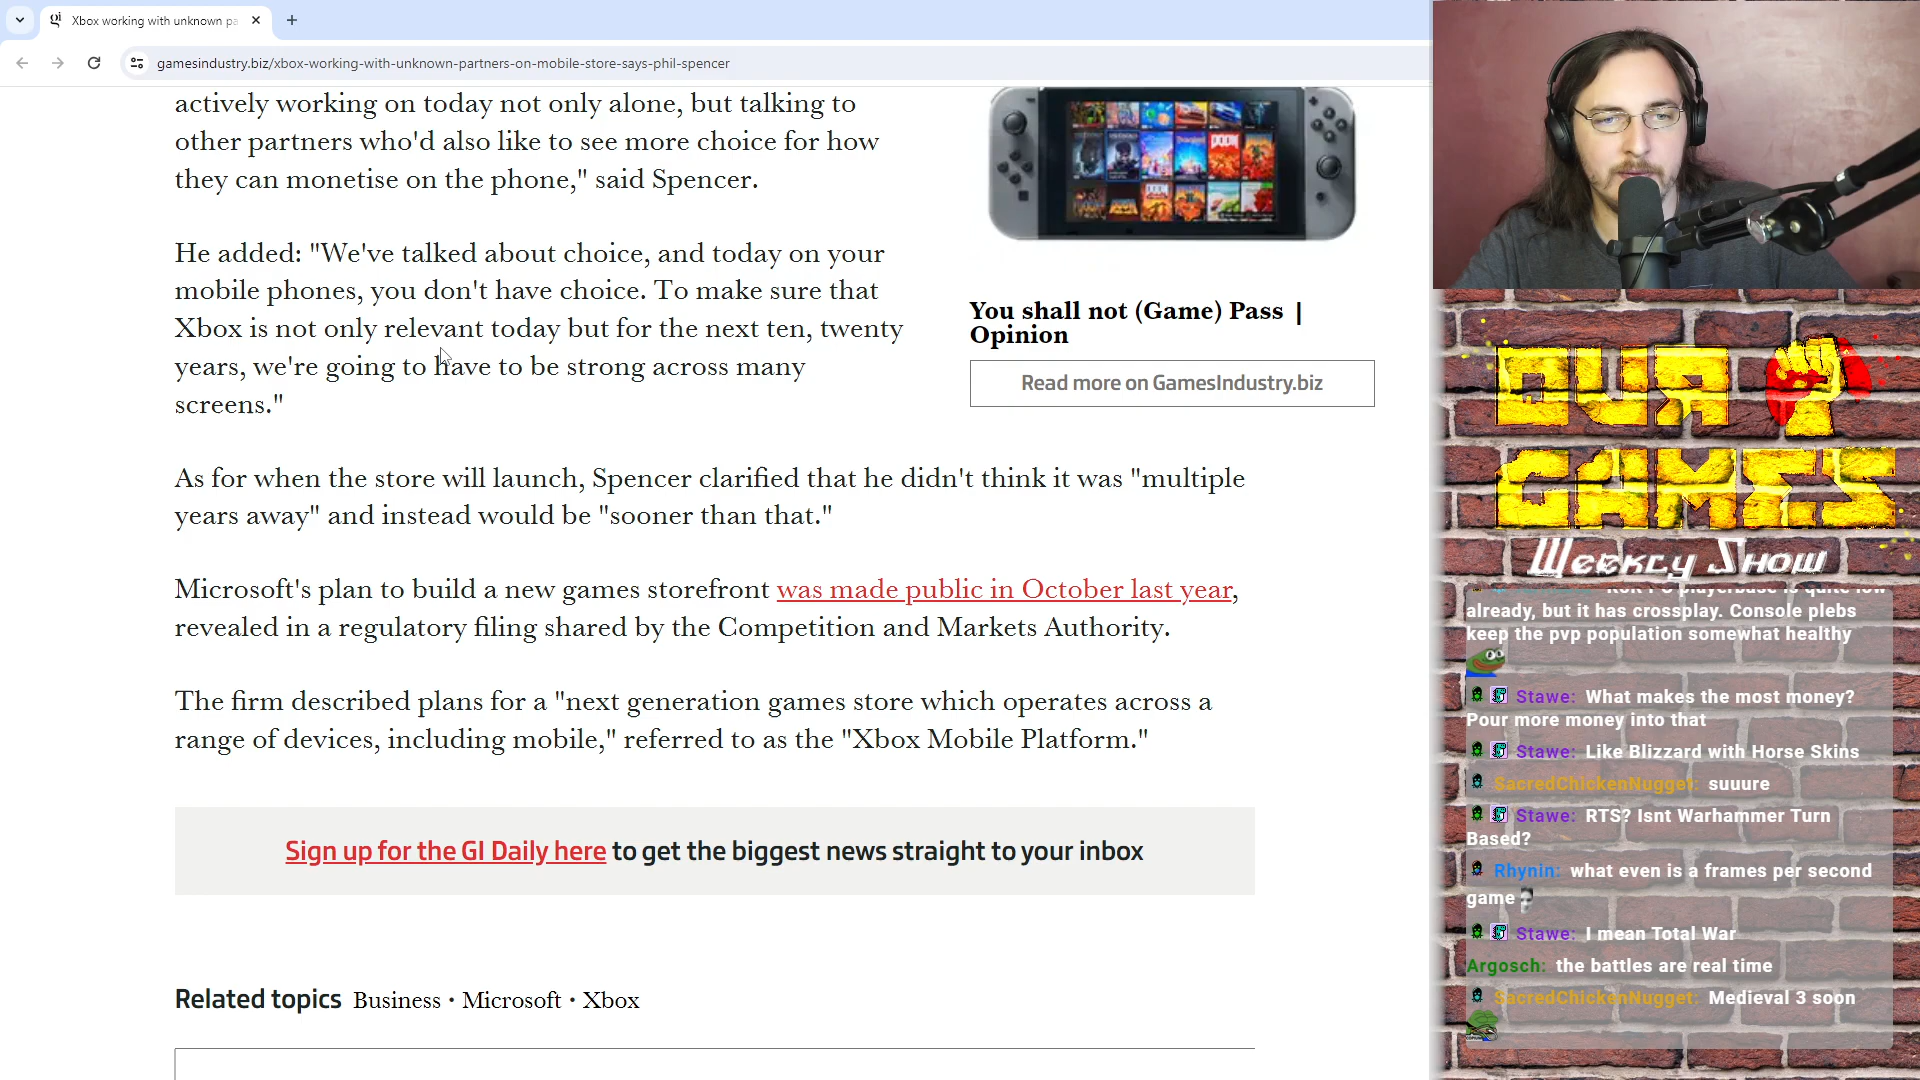 Xbox working with unknown pa
gamesindustry.biz/xbox-working-with-unknown-partners-on-mobile-store-says-phil-spencer
actively working on today not only alone, but talking to
other partners who'd also like to see more choice for how
they can monetise on the phone," said Spencer.
He added: "We've talked about choice, and today on your
mobile phones, you don't have choice. To make sure that
Xbox is not only relevant today but for the next ten, twenty
years, we're going to have to be strong across many
screens."
DOOM
You shall not (Game) Pass |
Opinion
Read more on GamesIndustry.biz
As for when the store will launch, Spencer clarified that he didn't think it was "multiple
years away" and instead would be "sooner than that."
Microsoft's plan to build a new games storefront was made public in October last year,
revealed in a regulatory filing shared by the Competition and Markets Authority.
The firm described plans for a "next generation games store which operates across a
range of devices, including mobile," referred to as the "Xbox Mobile Platform."
Sign up for the GI Daily here to get the biggest news straight to your inbox
Related topics Business • Microsoft • Xbox
OUR
GAMES
Weekly Show
playerbase is quite low
already, but it has crossplay. Console plebs
keep the pvp population somewhat healthy
Stawe: What makes the most money?
Pour more money into that
Stawe: Like Blizzard with Horse Skins
SacredChickenNugget: suuure
Stawe: RTS? Isnt Warhammer Turn
Based?
Rhynin: what even is a frames per second
game
Stawe: I mean Total War
Argosch: the battles are real time
SacredChickenNugget: Medieval 3 soon